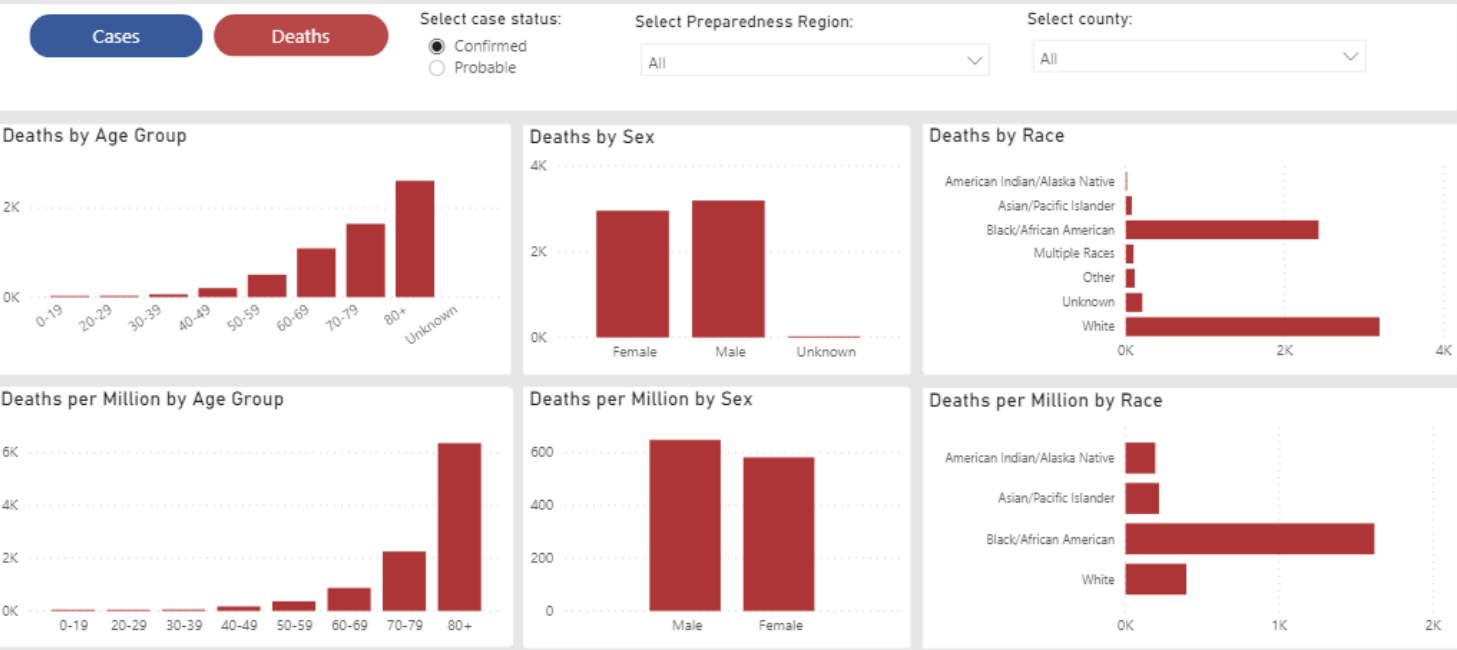 Cases
Deaths
Select case status:
Confirmed
Probable
Select Preparedness Region:
All
Select county:
All
Deaths by Age Group
2K
0K
0-19 20-29 30-39 40-49 50-59 60-69 70-79 80+ Unknown
Deaths by Sex
4K
2K
0K
Female Male Unknown
Deaths by Race
American Indian/Alaska Native
Asian/Pacific Islander
Black/African American
Multiple Races
Other
Unknown
White
0K 2K 4K
Deaths per Million by Age Group
6K
4K
2K
0K
0-19 20-29 30-39 40-49 50-59 60-69 70-79 80+
Deaths per Million by Sex
600
400
200
0
Male Female
Deaths per Million by Race
American Indian/Alaska Native
Asian/Pacific Islander
Black/African American
White
0K 1K 2K